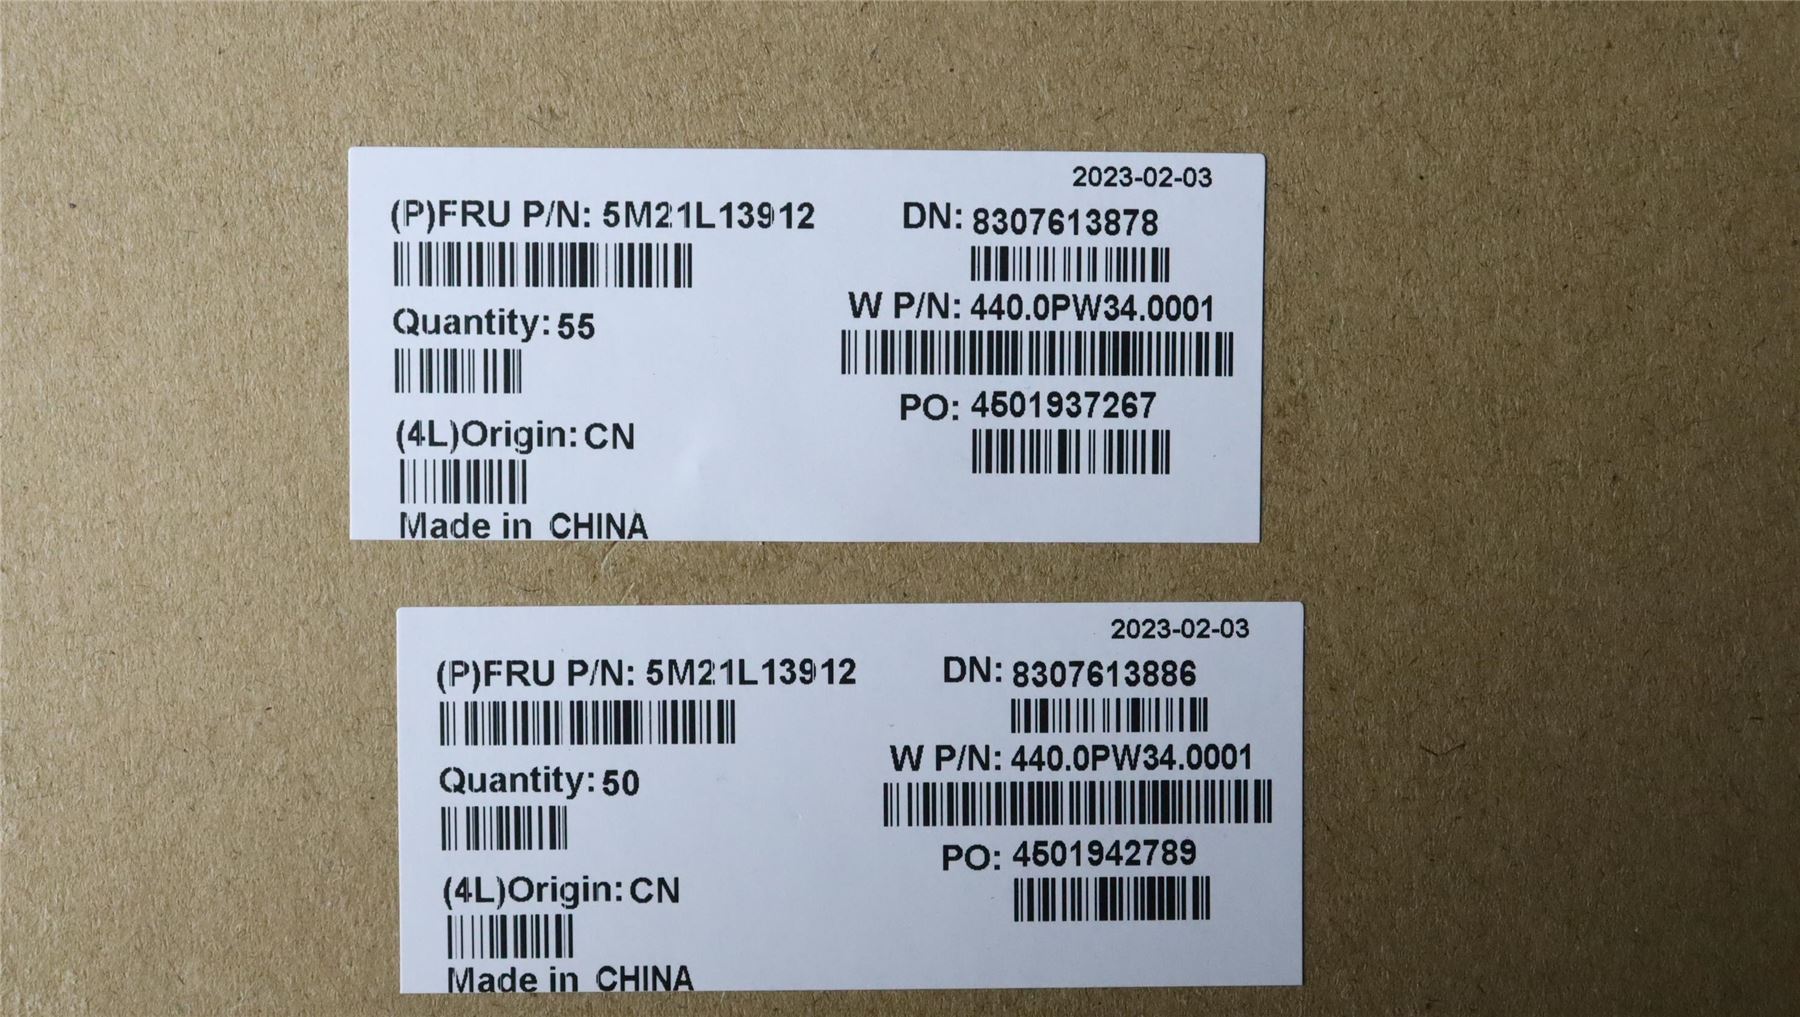 2023-02-03
(P)FRU P/N: 5M21L13912
DN: 8307613878
W P/N: 440.0PW34.0001
Quantity: 55
PO: 4501937267
(4L)Origin: CN
Made in CHINA
2023-02-03
(P)FRU P/N: 5M21L13912
DN: 8307613886
W P/N: 440.0PW34.0001
Quantity: 50
PO: 4501942789
(4L)Origin: CN
Made in CHINA